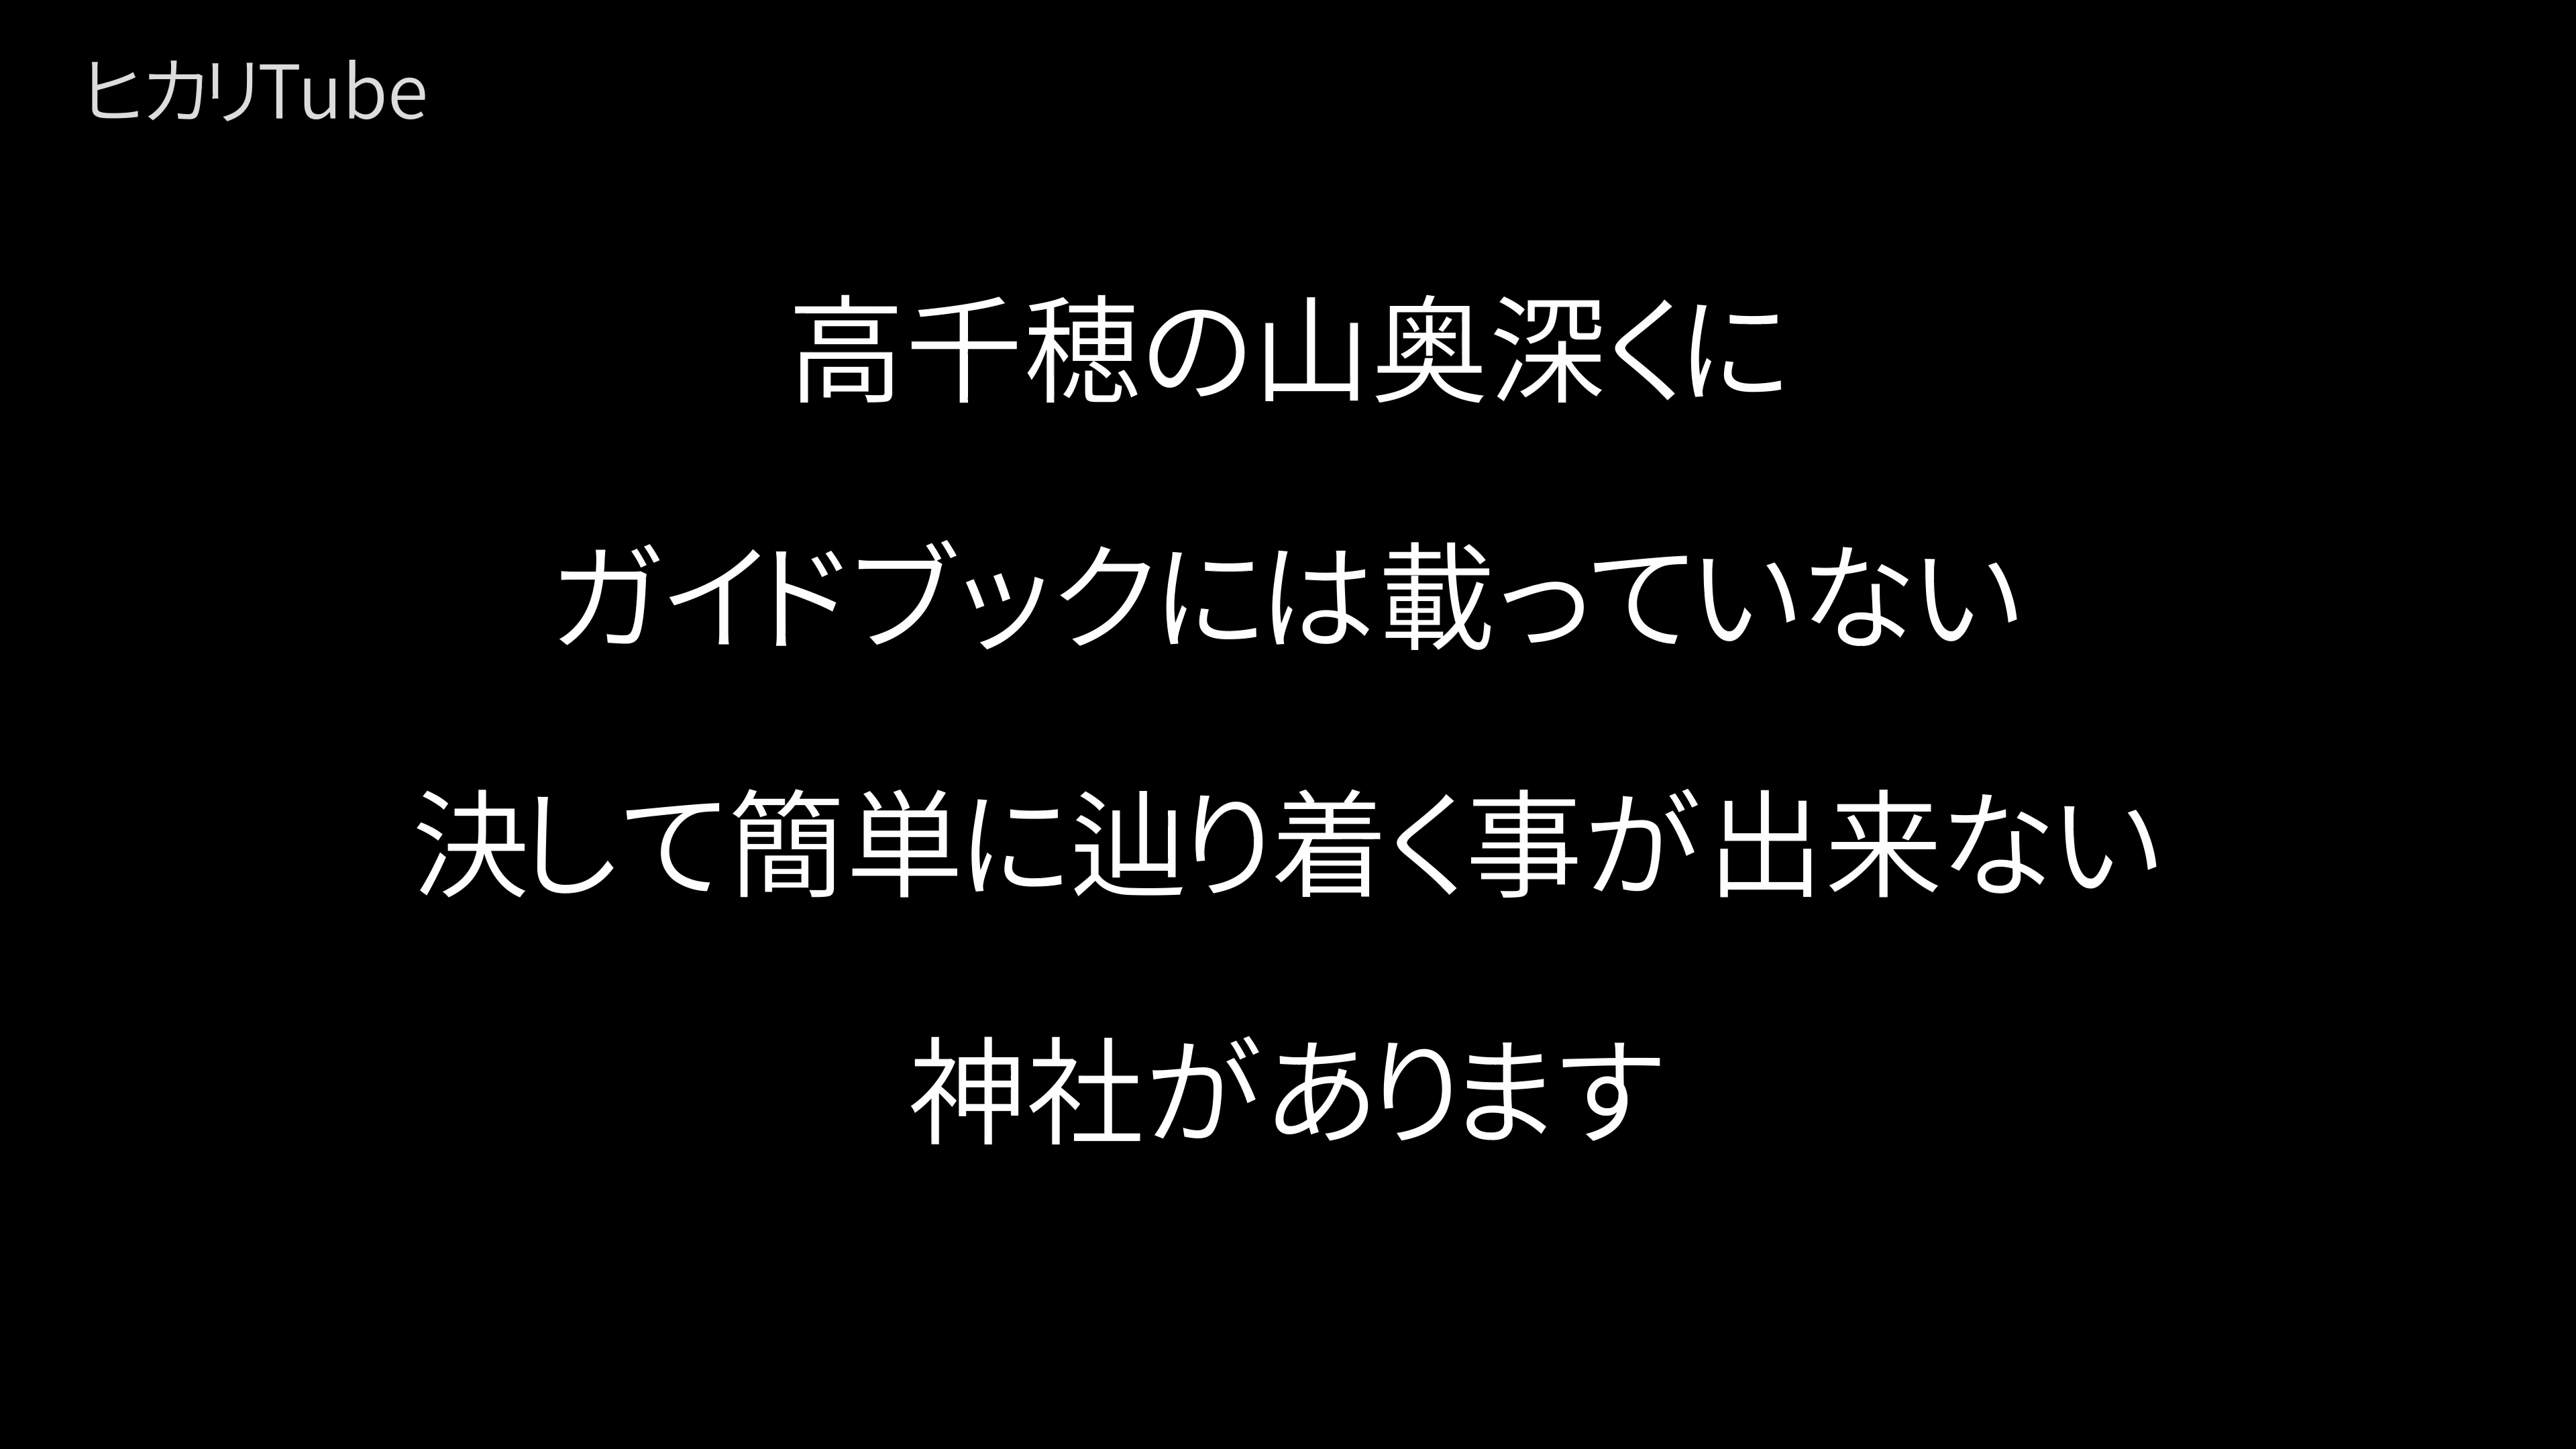 ヒカリTube
高千穂の山奥深くに
ガイドブックには載っていない
決して簡単に辿り着く事が出来ない
神社があります